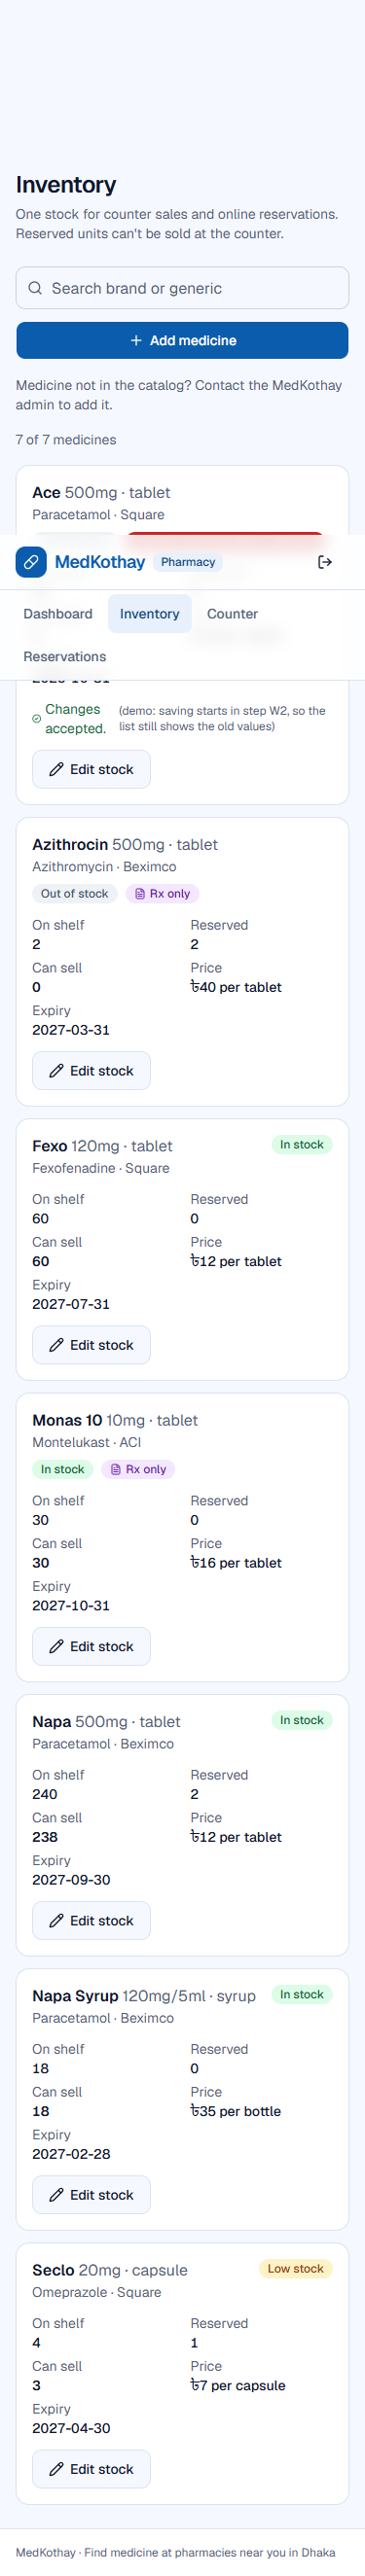 Inventory
One stock for counter sales and online reservations.
Reserved units can't be sold at the counter.
Search brand or generic
Add medicine
Medicine not in the catalog? Contact the MedKothay
admin to add it.
7 of 7 medicines
Ace 500mg · tablet
Paracetamol · Square
MedKothay Pharmacy
Dashboard Inventory Counter
Reservations
Changes accepted.
(demo: saving starts in step W2, so the
list still shows the old values)
Edit stock
Azithrocin 500mg · tablet
Azithromycin · Beximco
Out of stock Rx only
On shelf Reserved
2 2
Can sell Price
0 ৳40 per tablet
Expiry
2027-03-31
Edit stock
Fexo 120mg · tablet In stock
Fexofenadine · Square
On shelf Reserved
60 0
Can sell Price
60 ৳12 per tablet
Expiry
2027-07-31
Edit stock
Monas 10 10mg · tablet
Montelukast · ACI
In stock Rx only
On shelf Reserved
30 0
Can sell Price
30 ৳16 per tablet
Expiry
2027-10-31
Edit stock
Napa 500mg · tablet In stock
Paracetamol · Beximco
On shelf Reserved
240 2
Can sell Price
238 ৳12 per tablet
Expiry
2027-09-30
Edit stock
Napa Syrup 120mg/5ml · syrup In stock
Paracetamol · Beximco
On shelf Reserved
18 0
Can sell Price
18 ৳35 per bottle
Expiry
2027-02-28
Edit stock
Seclo 20mg · capsule Low stock
Omeprazole · Square
On shelf Reserved
4 1
Can sell Price
3 ৳7 per capsule
Expiry
2027-04-30
Edit stock
MedKothay · Find medicine at pharmacies near you in Dhaka